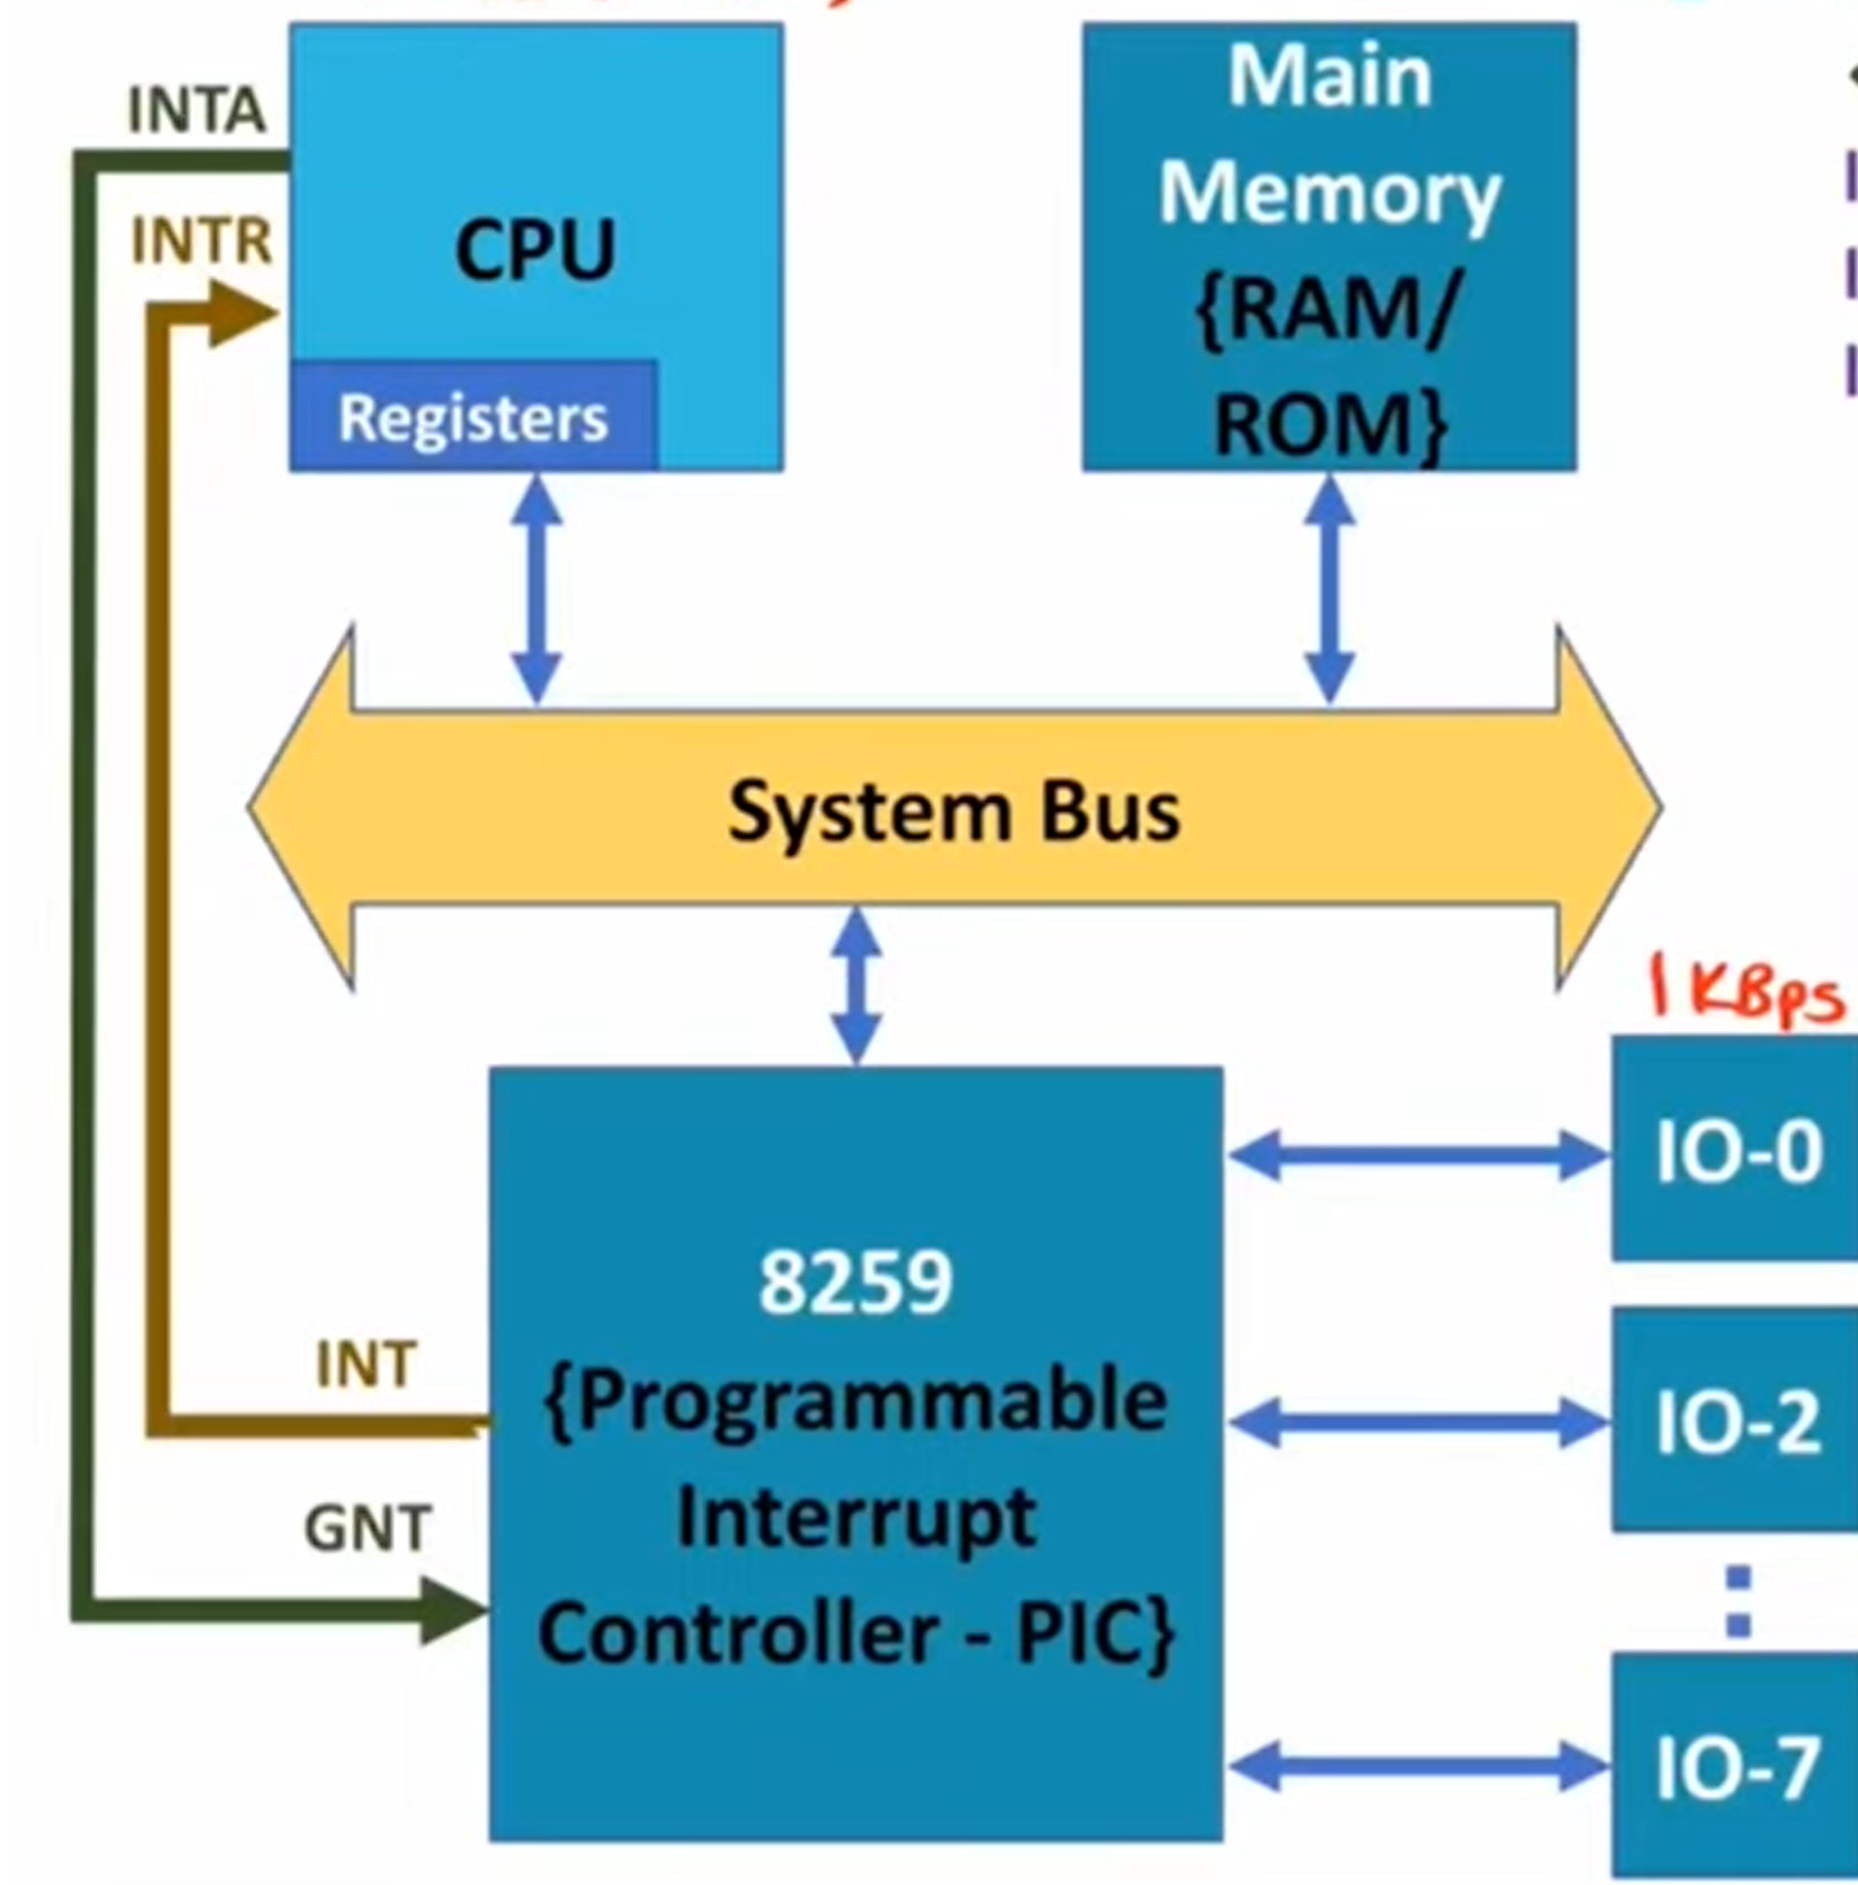 INTA
INTR
CPU
Registers
Main
Memory
{RAM/
ROM}
System Bus
1 KBps
IO-0
8259
{Programmable
Interrupt
Controller - PIC}
INT
GNT
IO-2
IO-7